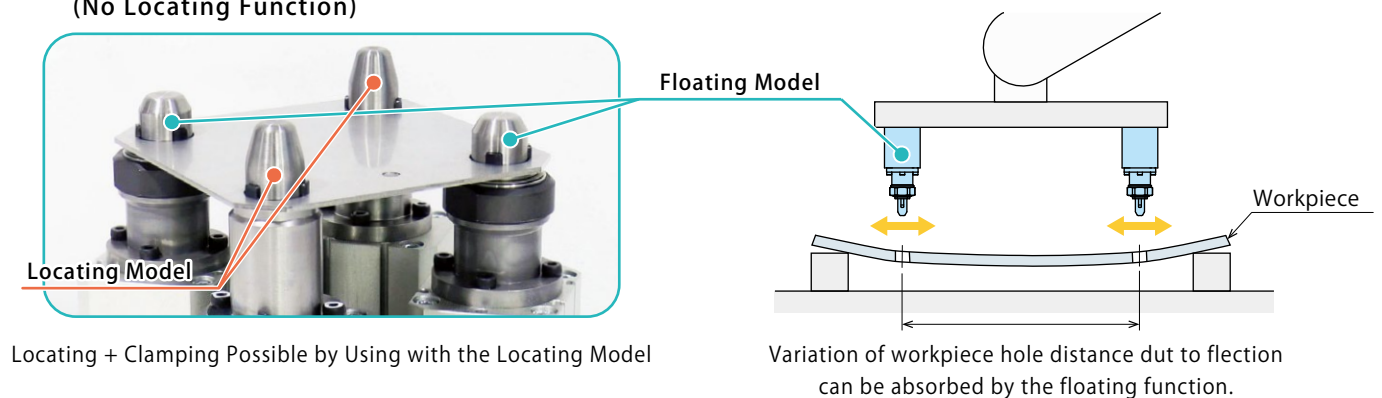 (No Locating Function)
Floating Model
Workpiece
Locating Model
Locating + Clamping Possible by Using with the Locating Model
Variation of workpiece hole distance dut to flection
can be absorbed by the floating function.